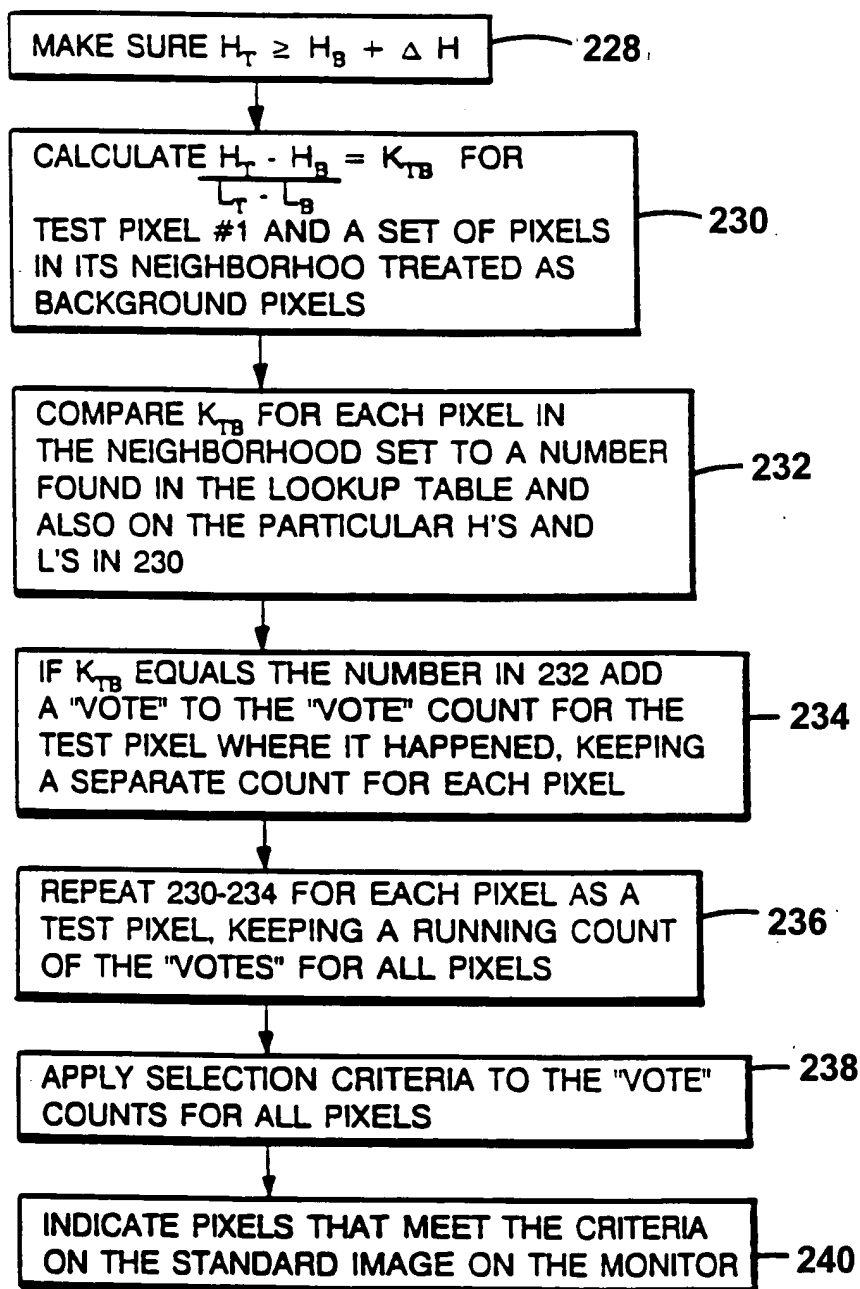 MAKE SURE H_T ≥ H_B + Δ H
228
CALCULATE H_T - H_B = K_TB FOR
L_T - L_B
TEST PIXEL #1 AND A SET OF PIXELS
IN ITS NEIGHBORHOO TREATED AS
BACKGROUND PIXELS
230
COMPARE K_TB FOR EACH PIXEL IN
THE NEIGHBORHOOD SET TO A NUMBER
FOUND IN THE LOOKUP TABLE AND
ALSO ON THE PARTICULAR H'S AND
L'S IN 230
232
IF K_TB EQUALS THE NUMBER IN 232 ADD
A "VOTE" TO THE "VOTE" COUNT FOR THE
TEST PIXEL WHERE IT HAPPENED, KEEPING
A SEPARATE COUNT FOR EACH PIXEL
234
REPEAT 230-234 FOR EACH PIXEL AS A
TEST PIXEL, KEEPING A RUNNING COUNT
OF THE "VOTES" FOR ALL PIXELS
236
APPLY SELECTION CRITERIA TO THE "VOTE"
COUNTS FOR ALL PIXELS
238
INDICATE PIXELS THAT MEET THE CRITERIA
ON THE STANDARD IMAGE ON THE MONITOR
240